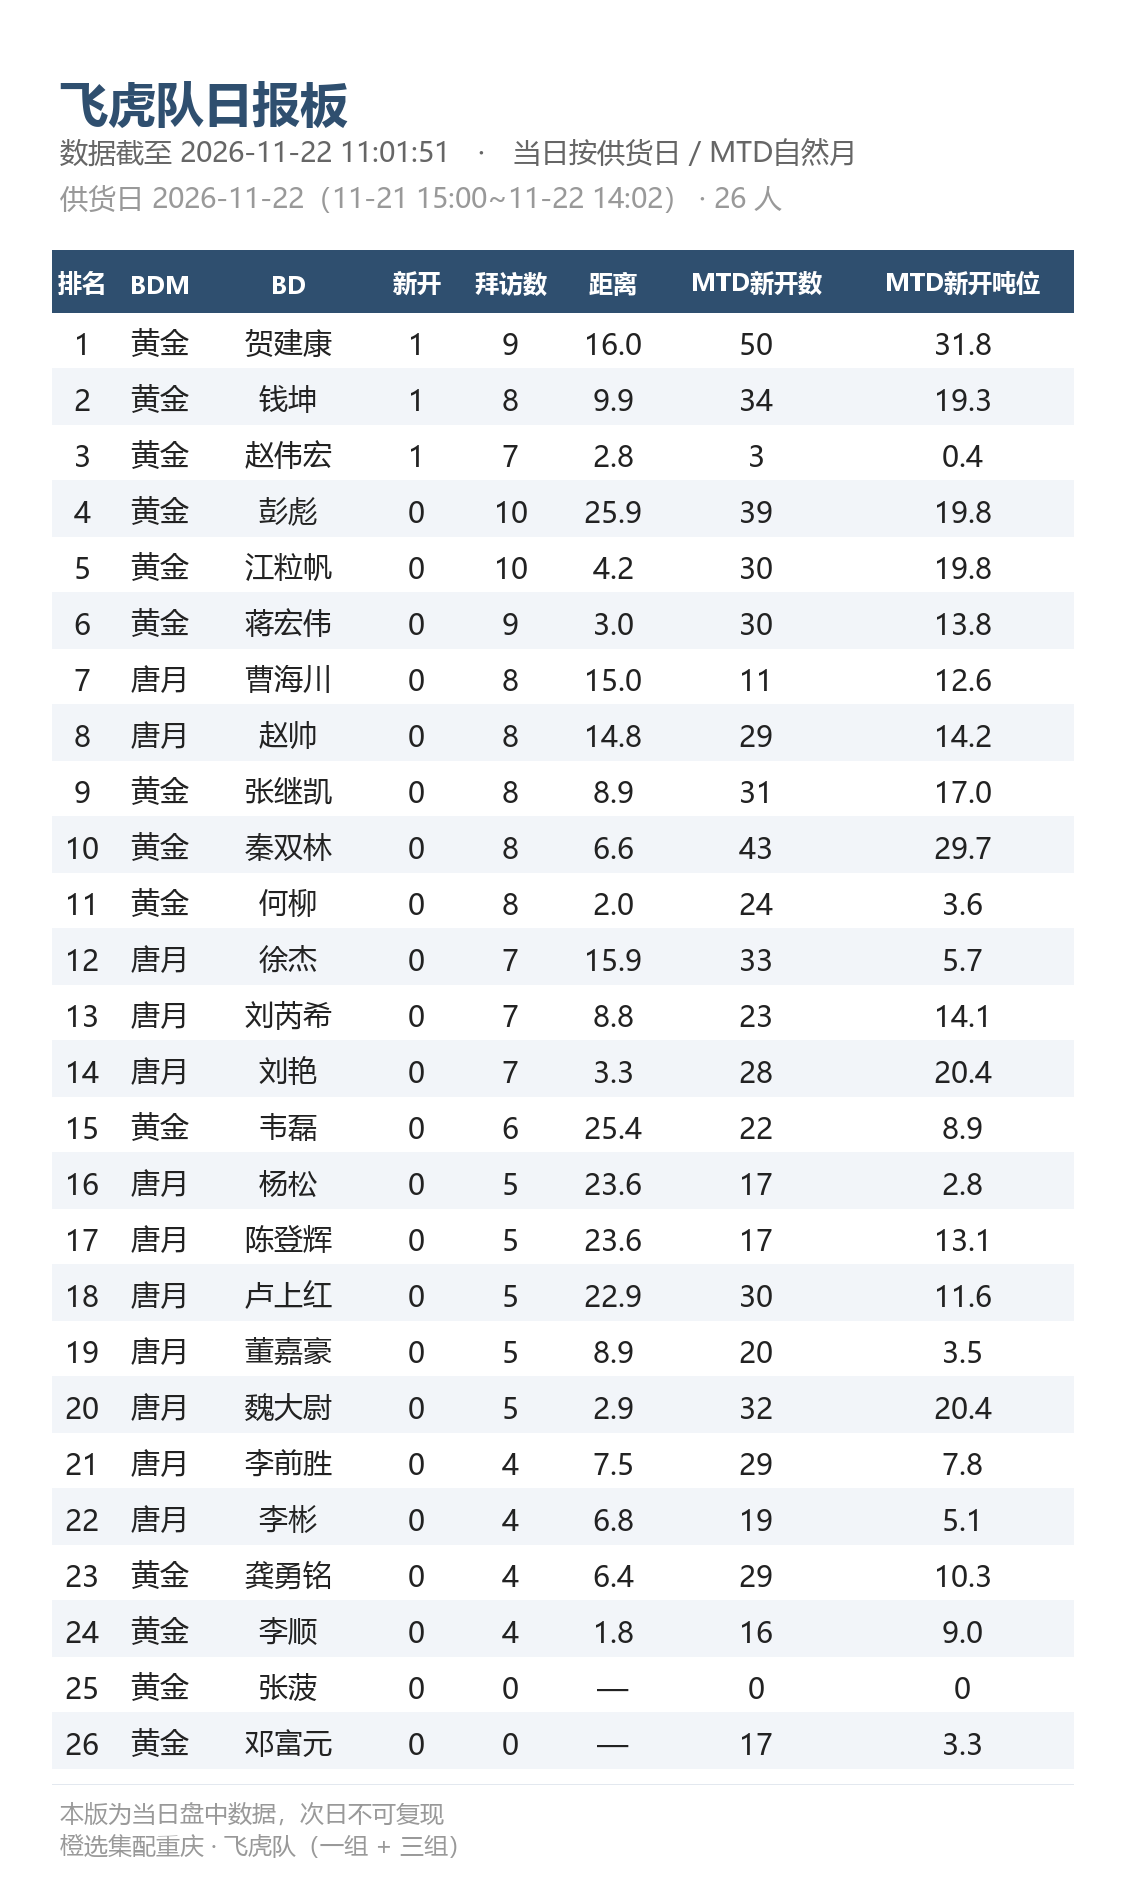 飞虎队日报板
数据截至 2026-11-22 11:01:51 · 当日按供货日 / MTD自然月
供货日 2026-11-22（11-21 15:00~11-22 14:02）· 26 人
排名 BDM BD 新开 拜访数 距离 MTD新开数 MTD新开吨位
1 黄金 贺建康 1 9 16.0 50 31.8
2 黄金 钱坤 1 8 9.9 34 19.3
3 黄金 赵伟宏 1 7 2.8 3 0.4
4 黄金 彭彪 0 10 25.9 39 19.8
5 黄金 江粒帆 0 10 4.2 30 19.8
6 黄金 蒋宏伟 0 9 3.0 30 13.8
7 唐月 曹海川 0 8 15.0 11 12.6
8 唐月 赵帅 0 8 14.8 29 14.2
9 黄金 张继凯 0 8 8.9 31 17.0
10 黄金 秦双林 0 8 6.6 43 29.7
11 黄金 何柳 0 8 2.0 24 3.6
12 唐月 徐杰 0 7 15.9 33 5.7
13 唐月 刘芮希 0 7 8.8 23 14.1
14 唐月 刘艳 0 7 3.3 28 20.4
15 黄金 韦磊 0 6 25.4 22 8.9
16 唐月 杨松 0 5 23.6 17 2.8
17 唐月 陈登辉 0 5 23.6 17 13.1
18 唐月 卢上红 0 5 22.9 30 11.6
19 唐月 董嘉豪 0 5 8.9 20 3.5
20 唐月 魏大尉 0 5 2.9 32 20.4
21 唐月 李前胜 0 4 7.5 29 7.8
22 唐月 李彬 0 4 6.8 19 5.1
23 黄金 龚勇铭 0 4 6.4 29 10.3
24 黄金 李顺 0 4 1.8 16 9.0
25 黄金 张菠 0 0 — 0 0
26 黄金 邓富元 0 0 — 17 3.3
本版为当日盘中数据，次日不可复现
橙选集配重庆 · 飞虎队（一组 + 三组）